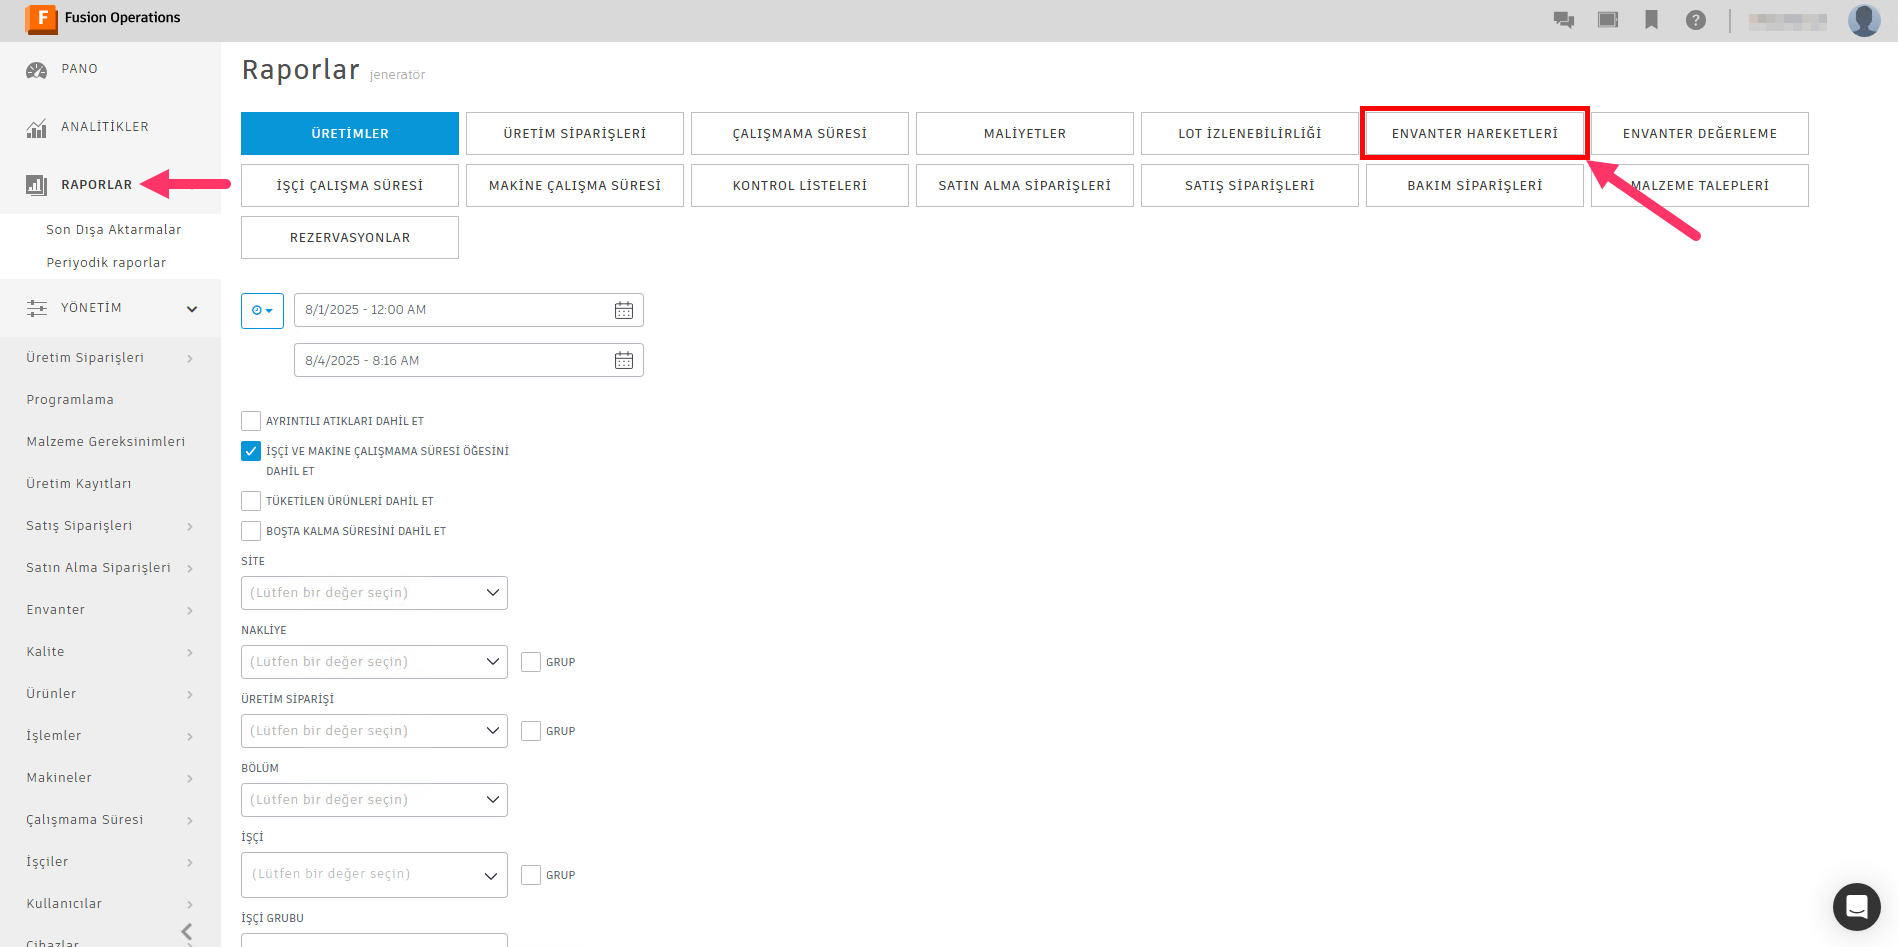 F Fusion Operations
PANO
ANALİTİKLER
RAPORLAR
Son Dışa Aktarmalar
Periyodik raporlar
YÖNETİM
Üretim Siparişleri
Programlama
Malzeme Gereksinimleri
Üretim Kayıtları
Satış Siparişleri
Satın Alma Siparişleri
Envanter
Kalite
Ürünler
İşlemler
Makineler
Çalışmama Süresi
İşçiler
Kullanıcılar
Cihazlar
Raporlar jeneratör
ÜRETİMLER ÜRETİM SİPARİŞLERİ ÇALIŞMAMA SÜRESİ MALİYETLER LOT İZLENEBİLİRLİĞİ ENVANTER HAREKETLERİ ENVANTER DEĞERLEME
İŞÇİ ÇALIŞMA SÜRESİ MAKİNE ÇALIŞMA SÜRESİ KONTROL LİSTELERİ SATIN ALMA SİPARİŞLERİ SATIŞ SİPARİŞLERİ BAKIM SİPARİŞLERİ MALZEME TALEPLERİ
REZERVASYONLAR
8/1/2025 - 12:00 AM
8/4/2025 - 8:16 AM
AYRINTILI ATIKLARI DAHİL ET
İŞÇİ VE MAKİNE ÇALIŞMAMA SÜRESİ ÖĞESİNİ
DAHİL ET
TÜKETİLEN ÜRÜNLERİ DAHİL ET
BOŞTA KALMA SÜRESİNİ DAHİL ET
SİTE
(Lütfen bir değer seçin)
NAKLİYE
(Lütfen bir değer seçin) GRUP
ÜRETİM SİPARİŞİ
(Lütfen bir değer seçin) GRUP
BÖLÜM
(Lütfen bir değer seçin)
İŞÇİ
(Lütfen bir değer seçin) GRUP
İŞÇİ GRUBU